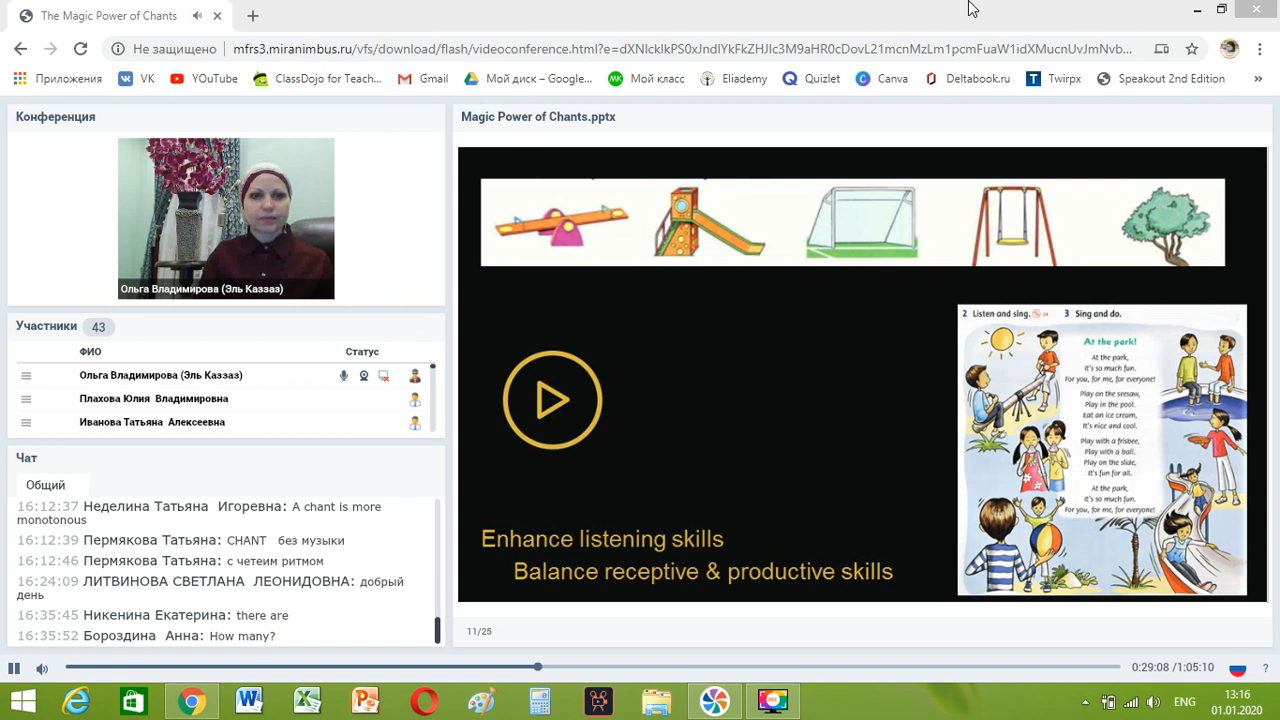 The Magic Power of Chants
Не защищено
mfrs3.miranimbus.ru/vfs/download/flash/videoconference.html?e=dXNlcklkPS0xJndlYkFkZHJlc3M9aHR0cDovL21mcnMzLm1pcmFuaW1idXMucnUvJmNvb...
Приложения
VK
YOutube
ClassDojo for Teach...
Gmail
Мой диск – Google...
Мой класс
Eliademy
Quizlet
Canva
Deltabook.ru
Twirpx
Speakout 2nd Edition
»
Конференция
Ольга Владимирова (Эль Каззаз)
Участники 43
ФИО Статус
Ольга Владимирова (Эль Каззаз)
Плахова Юлия Владимировна
Иванова Татьяна Алексеевна
Чат
Общий
16:12:37 Неделина Татьяна Игоревна: A chant is more
monotonous
16:12:39 Пермякова Татьяна: CHANT без музыки
16:12:46 Пермякова Татьяна: с четеим ритмом
16:24:09 ЛИТВИНОВА СВЕТЛАНА ЛЕОНИДОВНА: добрый
день
16:35:45 Никенина Екатерина: there are
16:35:52 Бороздина Анна: How many?
Magic Power of Chants.pptx
2 Listen and sing. 3 Sing and do.
At the park!
At the park,
it's so much fun.
For you, for me, for everyone!
Play on the seesaw,
Play in the pool.
Eat an ice cream,
It's nice and cool.
Play with a frisbee,
Play with a ball.
Play on the slide,
It's fun for all.
At the park,
it's so much fun.
For you, for me, for everyone!
Enhance listening skills
Balance receptive & productive skills
11/25
0:29:08 /1:05:10
?
ENG
13:16
01.01.2020